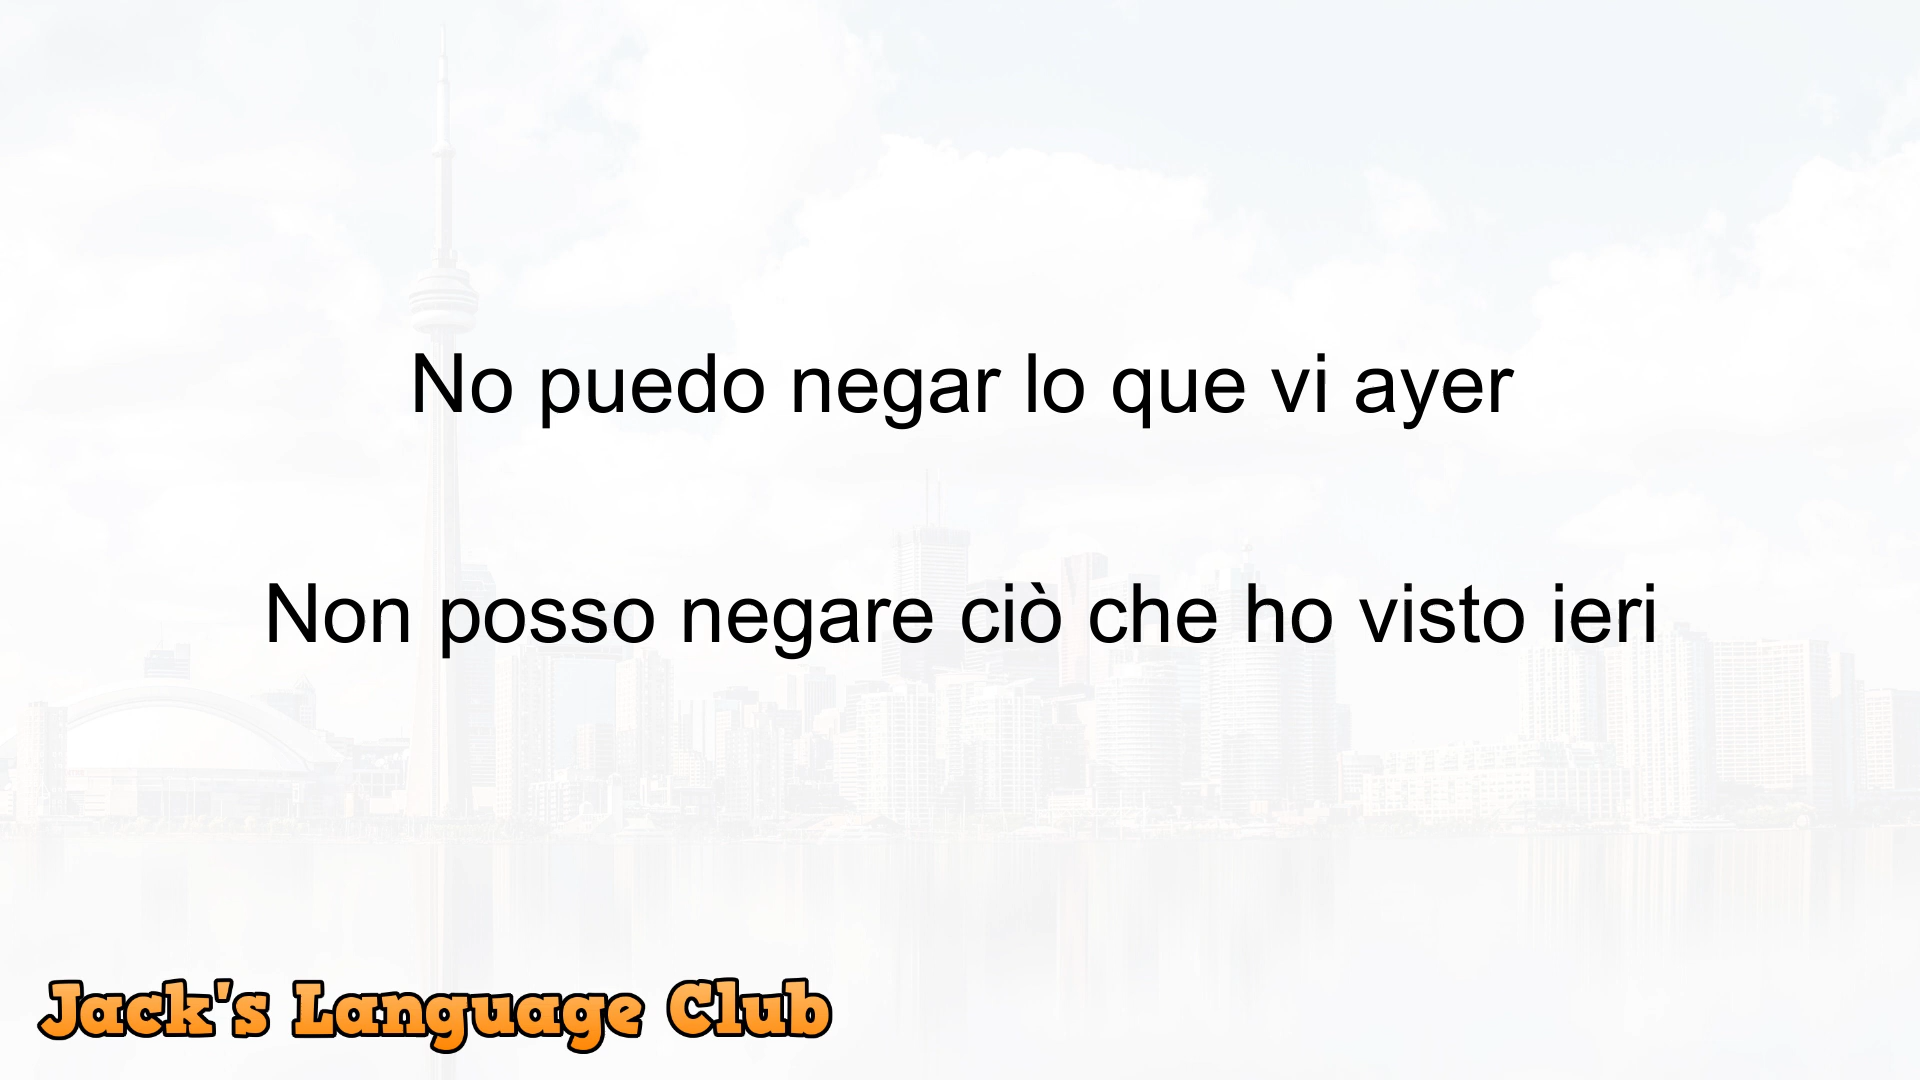 No puedo negar lo que vi ayer
Non posso negare ciò che ho visto ieri
Jack's Language Club